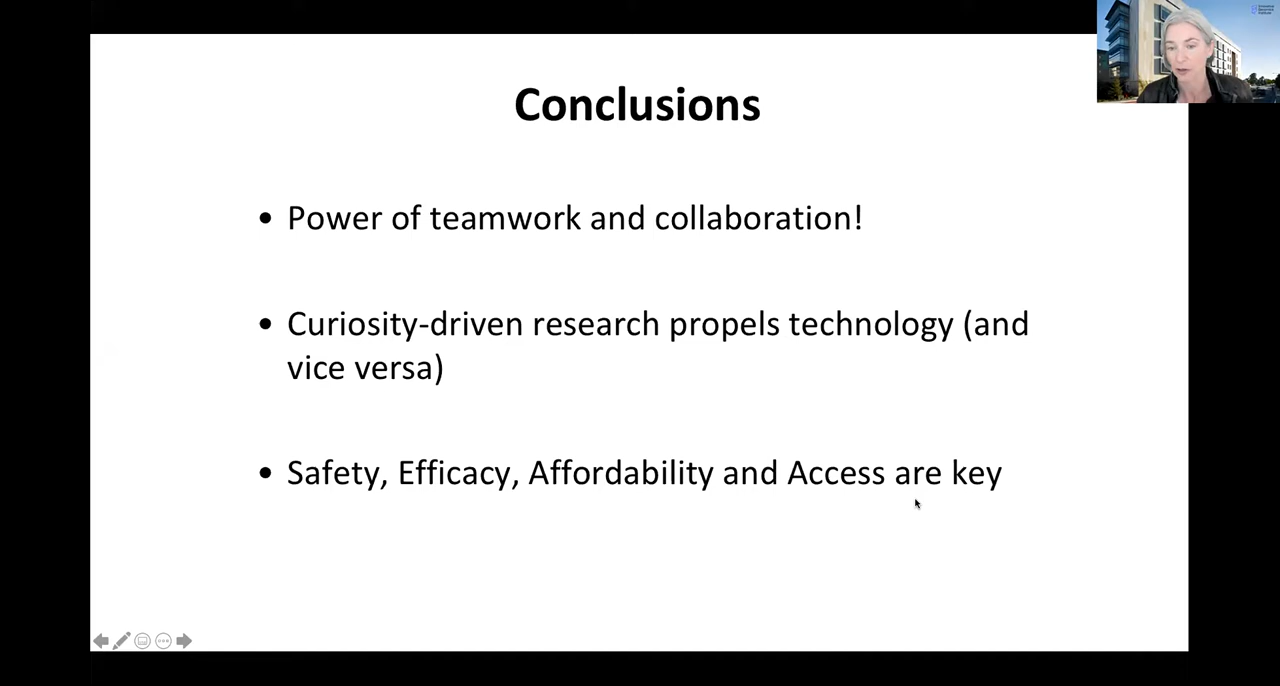 Conclusions
• Power of teamwork and collaboration!
• Curiosity-driven research propels technology (and
vice versa)
• Safety, Efficacy, Affordability and Access are key